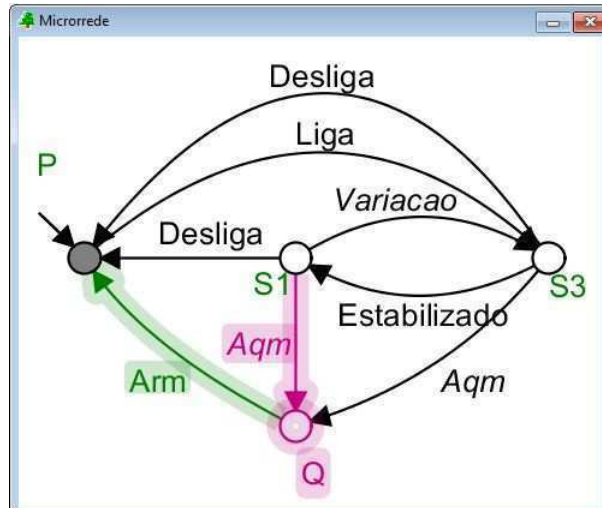 Microrrede
Desliga
Liga
P
Variacao
Desliga
S1
S3
Estabilizado
Aqm
Arm
Aqm
Q